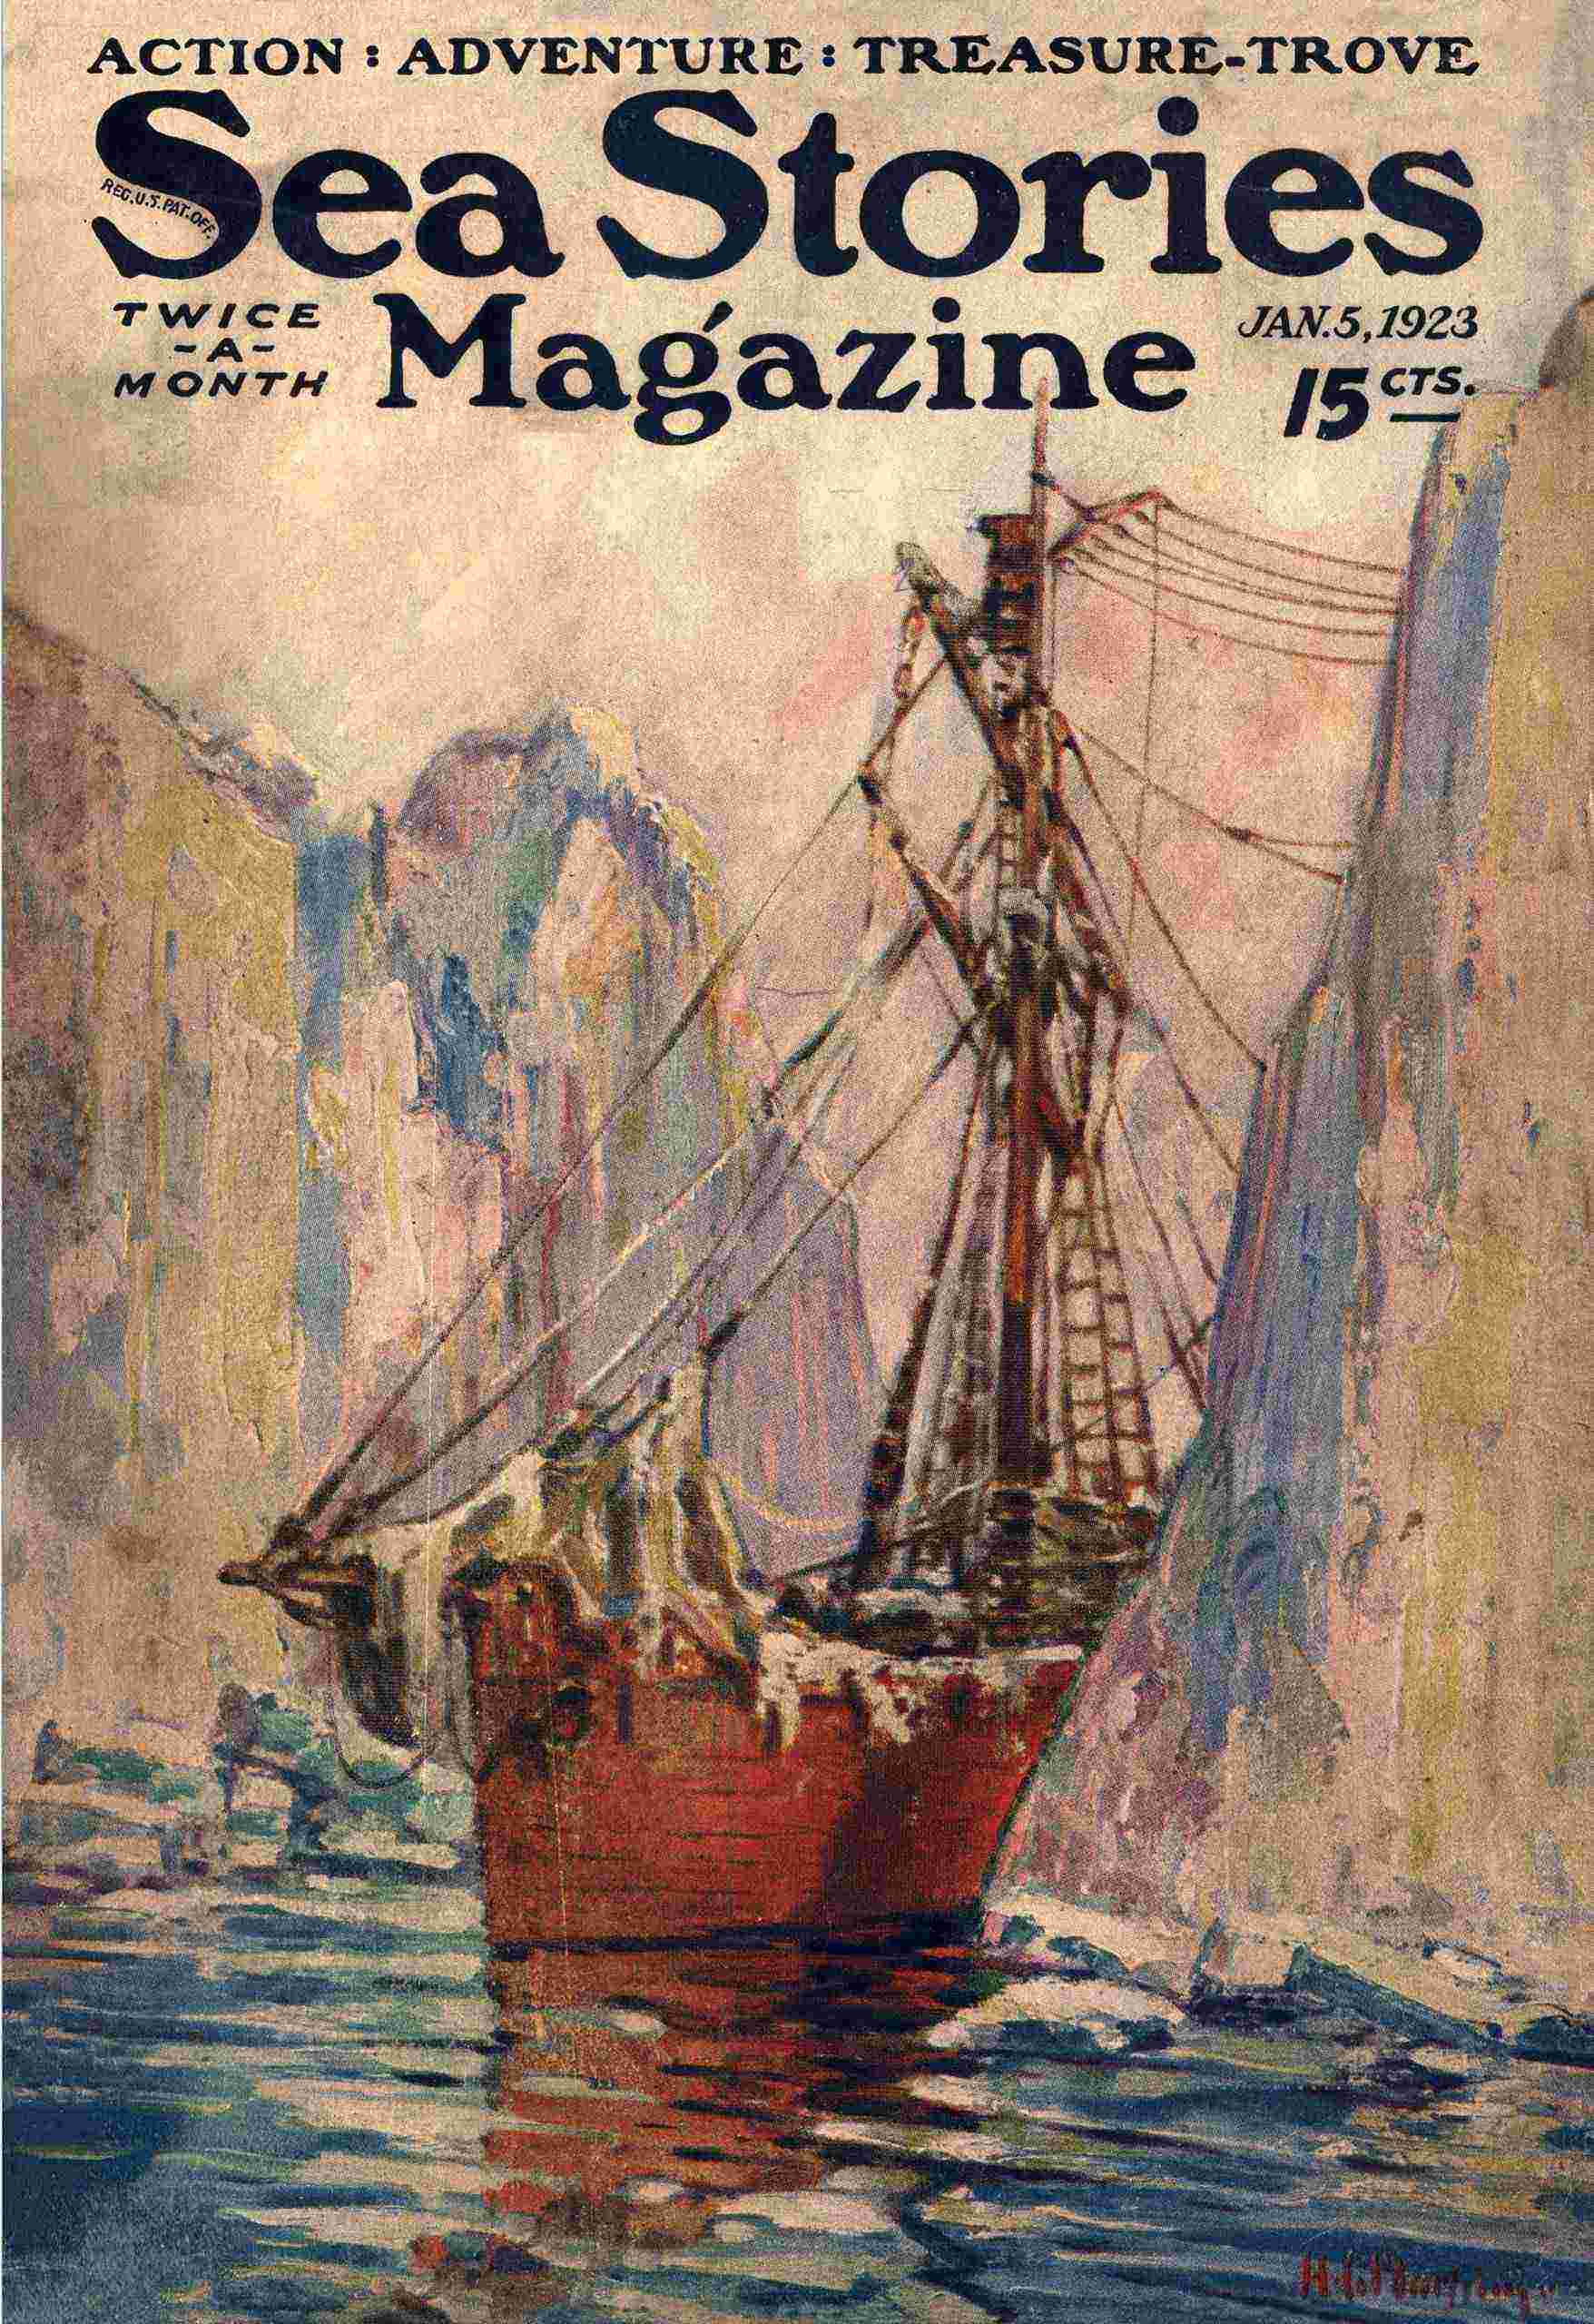 ACTION : ADVENTURE : TREASURE-TROVE
Sea Stories
REG.U.S.PAT.OFF.
TWICE
-A-
MONTH
Magazine
JAN.5,1923
15 CTS.